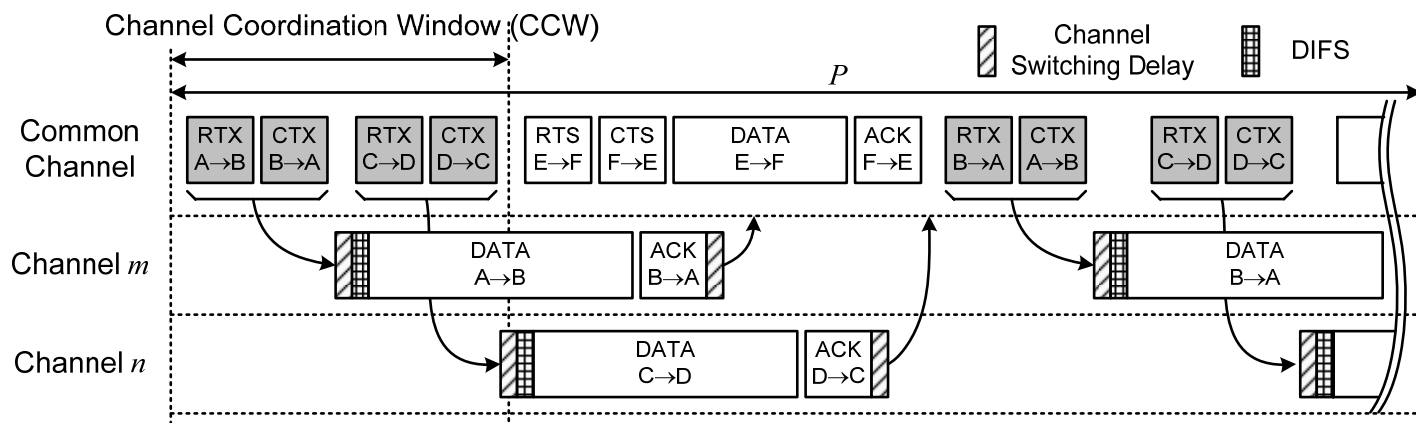 Channel Coordination Window (CCW)
Channel
Switching Delay
DIFS
P
Common
Channel
RTX
A→B
CTX
B→A
RTX
C→D
CTX
D→C
RTS
E→F
CTS
F→E
DATA
E→F
ACK
F→E
RTX
B→A
CTX
A→B
RTX
C→D
CTX
D→C
Channel m
DATA
A→B
ACK
B→A
DATA
B→A
Channel n
DATA
C→D
ACK
D→C